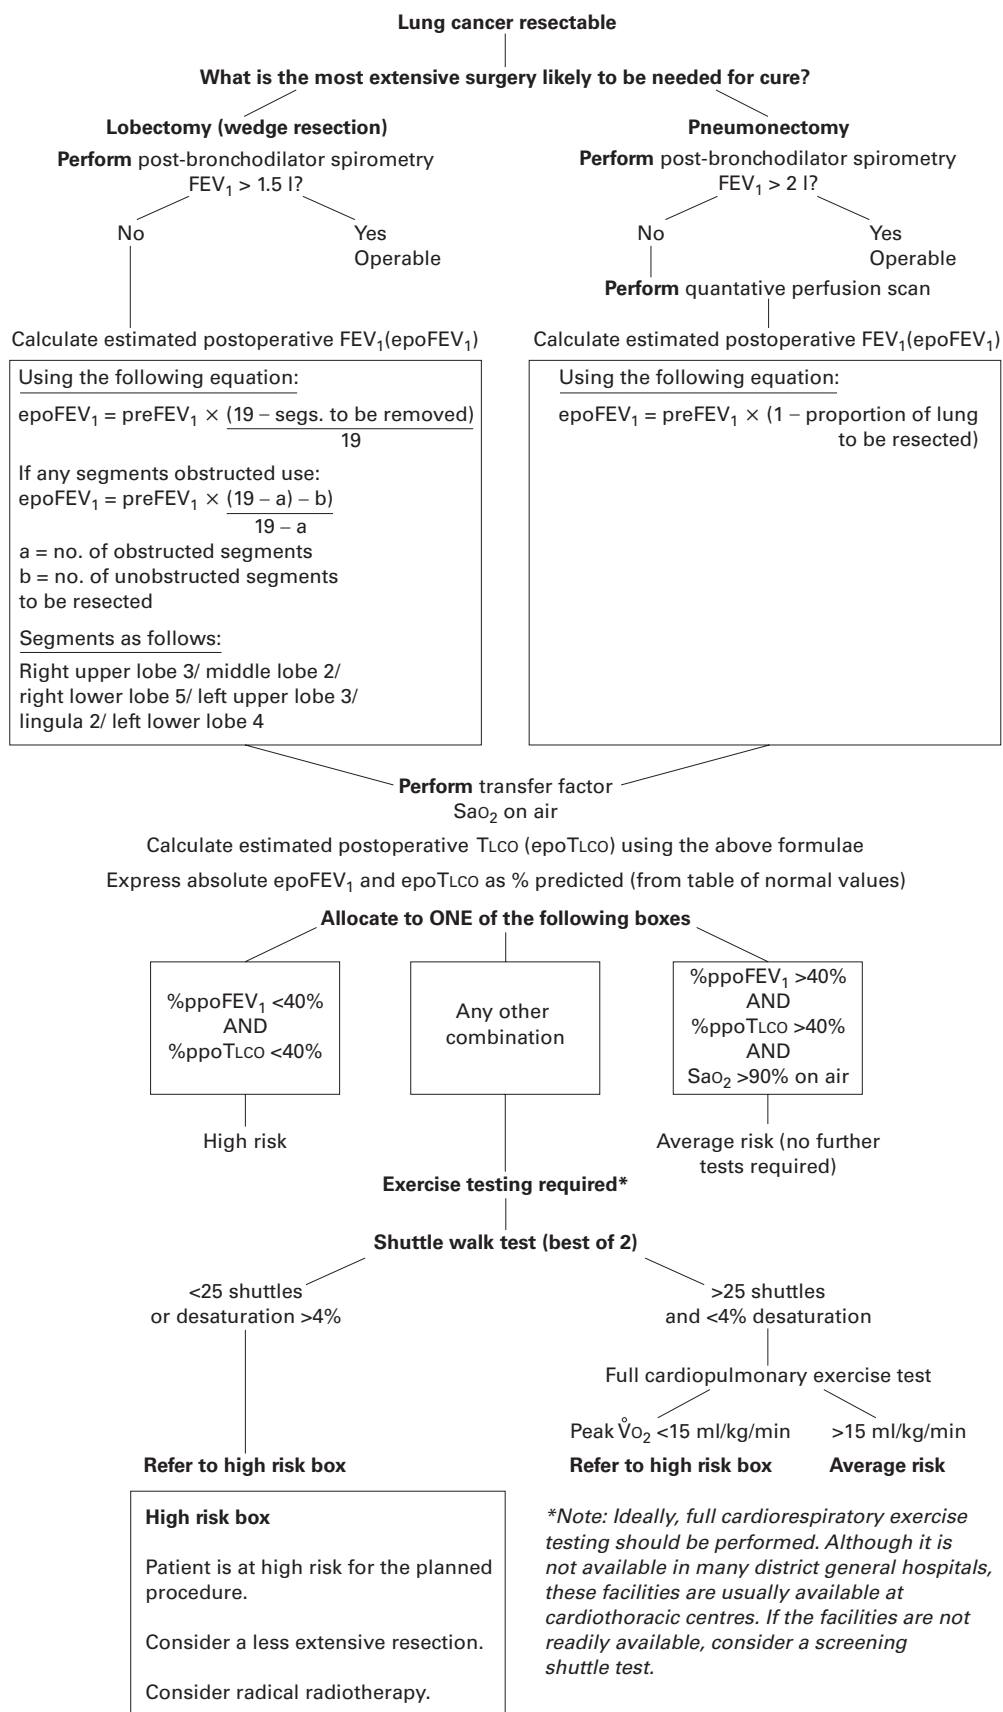 Lung cancer resectable
What is the most extensive surgery likely to be needed for cure?
Lobectomy (wedge resection)
Perform post-bronchodilator spirometry
FEV1 > 1.5 l?
No
Yes
Operable
Pneumonectomy
Perform post-bronchodilator spirometry
FEV1 > 2 l?
No
Yes
Operable
Perform quantative perfusion scan
Calculate estimated postoperative FEV1(epoFEV1)
Using the following equation:
epoFEV1 = preFEV1 × (19 – segs. to be removed)
19
If any segments obstructed use:
epoFEV1 = preFEV1 × (19 – a) – b)
19 – a
a = no. of obstructed segments
b = no. of unobstructed segments
to be resected
Segments as follows:
Right upper lobe 3/ middle lobe 2/
right lower lobe 5/ left upper lobe 3/
lingula 2/ left lower lobe 4
Calculate estimated postoperative FEV1(epoFEV1)
Using the following equation:
epoFEV1 = preFEV1 × (1 – proportion of lung
to be resected)
Perform transfer factor
SaO2 on air
Calculate estimated postoperative TLCO (epoTLCO) using the above formulae
Express absolute epoFEV1 and epoTLCO as % predicted (from table of normal values)
Allocate to ONE of the following boxes
%ppoFEV1 <40%
AND
%ppoTLCO <40%
Any other
combination
%ppoFEV1 >40%
AND
%ppoTLCO >40%
AND
SaO2 >90% on air
High risk
Average risk (no further
tests required)
Exercise testing required*
Shuttle walk test (best of 2)
<25 shuttles
or desaturation >4%
>25 shuttles
and <4% desaturation
Full cardiopulmonary exercise test
Peak V̊O2 <15 ml/kg/min
>15 ml/kg/min
Refer to high risk box
Refer to high risk box
Average risk
High risk box
Patient is at high risk for the planned
procedure.
Consider a less extensive resection.
Consider radical radiotherapy.
*Note: Ideally, full cardiorespiratory exercise
testing should be performed. Although it is
not available in many district general hospitals,
these facilities are usually available at
cardiothoracic centres. If the facilities are not
readily available, consider a screening
shuttle test.